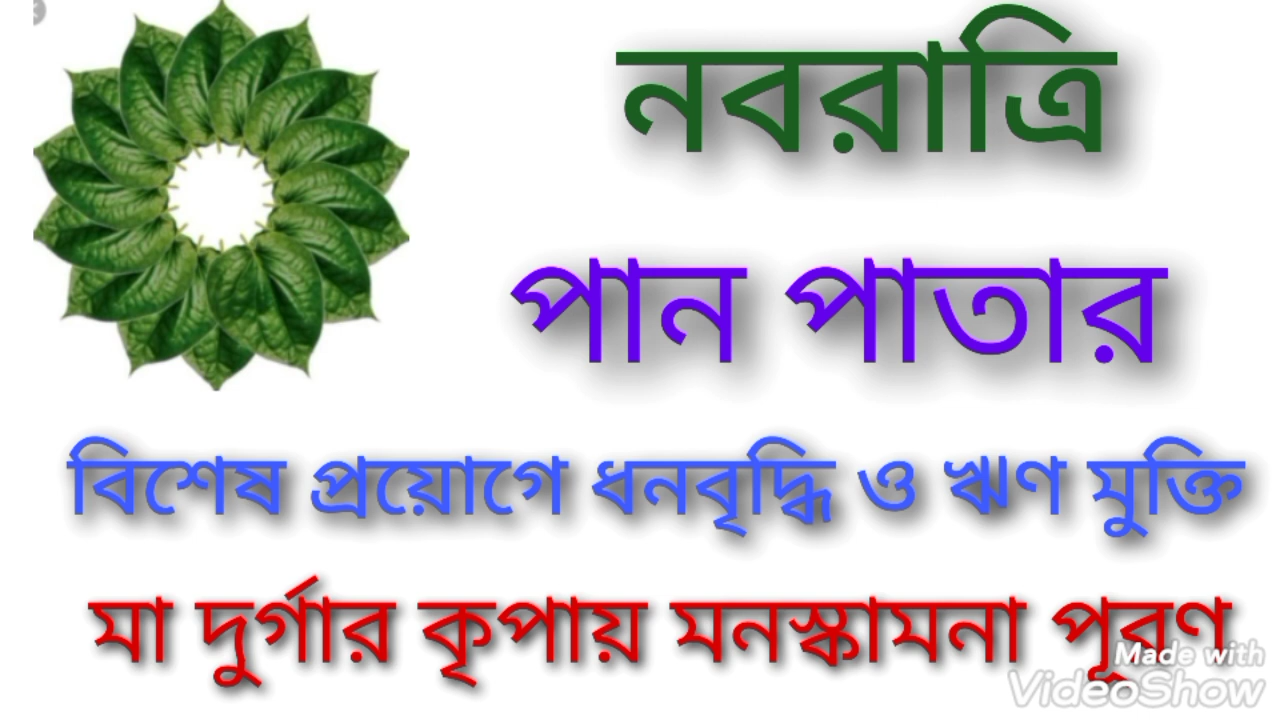 নবরাত্রি
পান পাতার
বিশেষ প্রয়োগে ধনবৃদ্ধি ও ঋণ মুক্তি
মা দুর্গার কৃপায় মনস্কামনা পূরণ
Made with
VideoShow